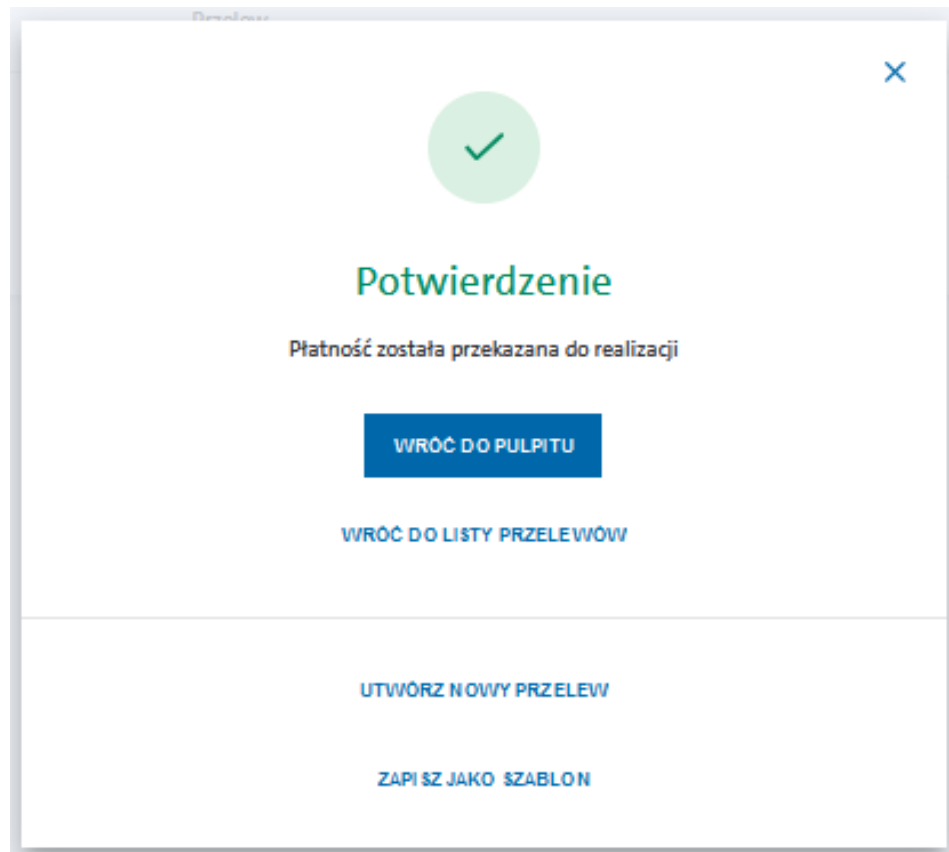 Przelew
Potwierdzenie
Płatność została przekazana do realizacji
WRÓĆ DO PULPITU
WRÓĆ DO LISTY PRZELEWÓW
UTWÓRZ NOWY PRZELEW
ZAPISZ JAKO SZABLON